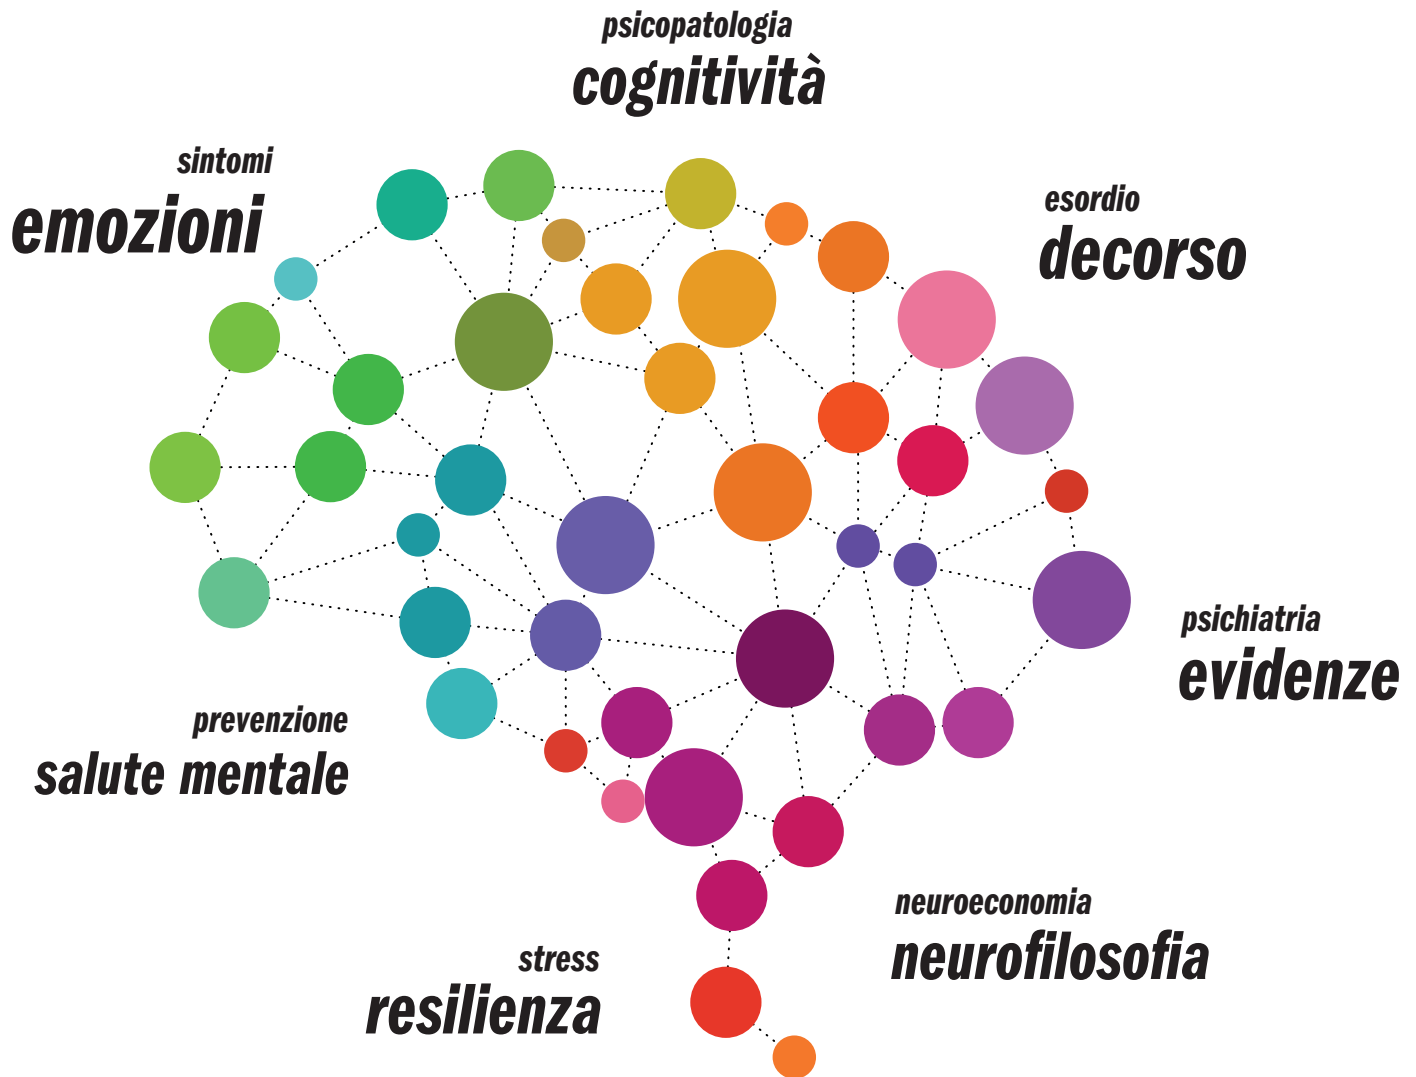 psicopatologia
cognitività
sintomi
emozioni
esordio
decorso
psichiatria
evidenze
prevenzione
salute mentale
neuroeconomia
neurofilosofia
stress
resilienza